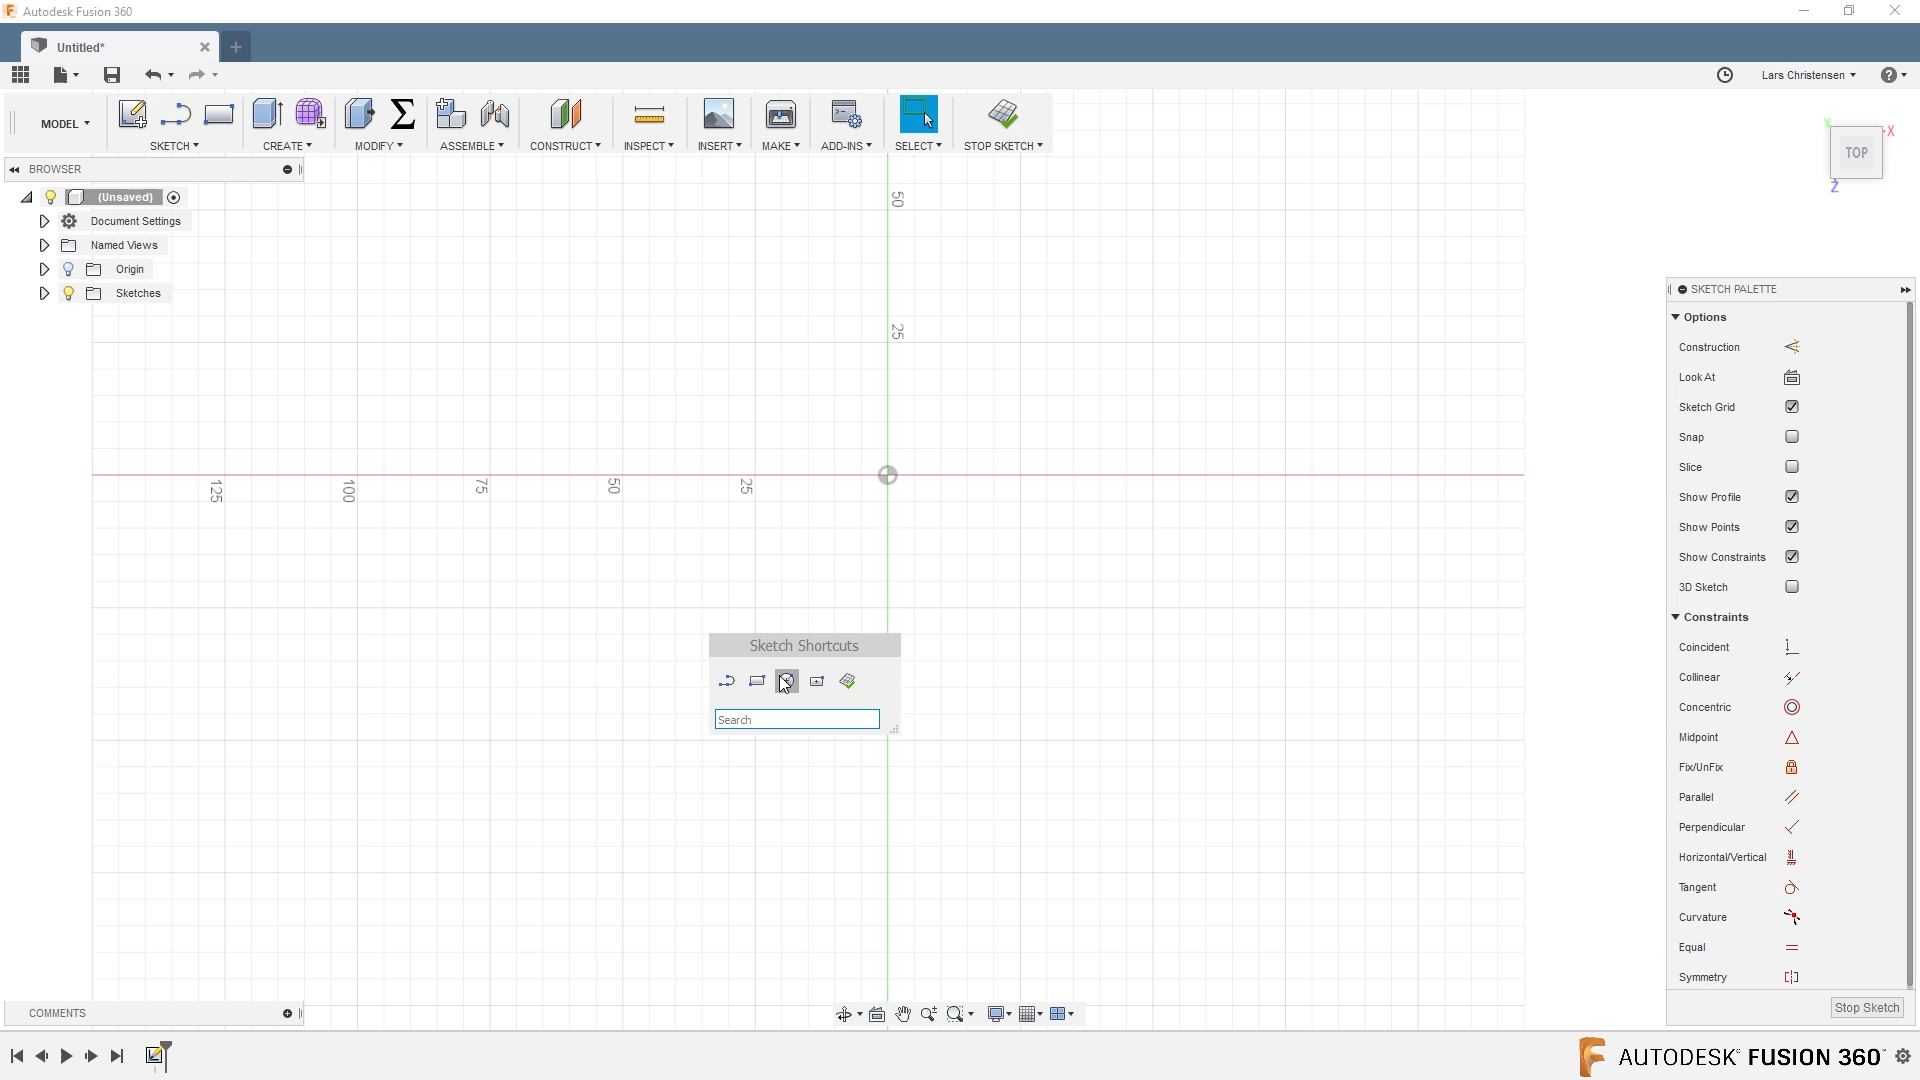 Autodesk Fusion 360
Untitled*
Lars Christensen
MODEL
SKETCH
CREATE
MODIFY
ASSEMBLE
CONSTRUCT
INSPECT
INSERT
MAKE
ADD-INS
SELECT
STOP SKETCH
BROWSER
(Unsaved)
Document Settings
Named Views
Origin
Sketches
Y
X
TOP
Z
50
25
125
100
75
50
25
Sketch Shortcuts
Search
SKETCH PALETTE
Options
Construction
Look At
Sketch Grid
Snap
Slice
Show Profile
Show Points
Show Constraints
3D Sketch
Constraints
Coincident
Collinear
Concentric
Midpoint
Fix/UnFix
Parallel
Perpendicular
Horizontal/Vertical
Tangent
Curvature
Equal
Symmetry
Stop Sketch
COMMENTS
AUTODESK® FUSION 360™